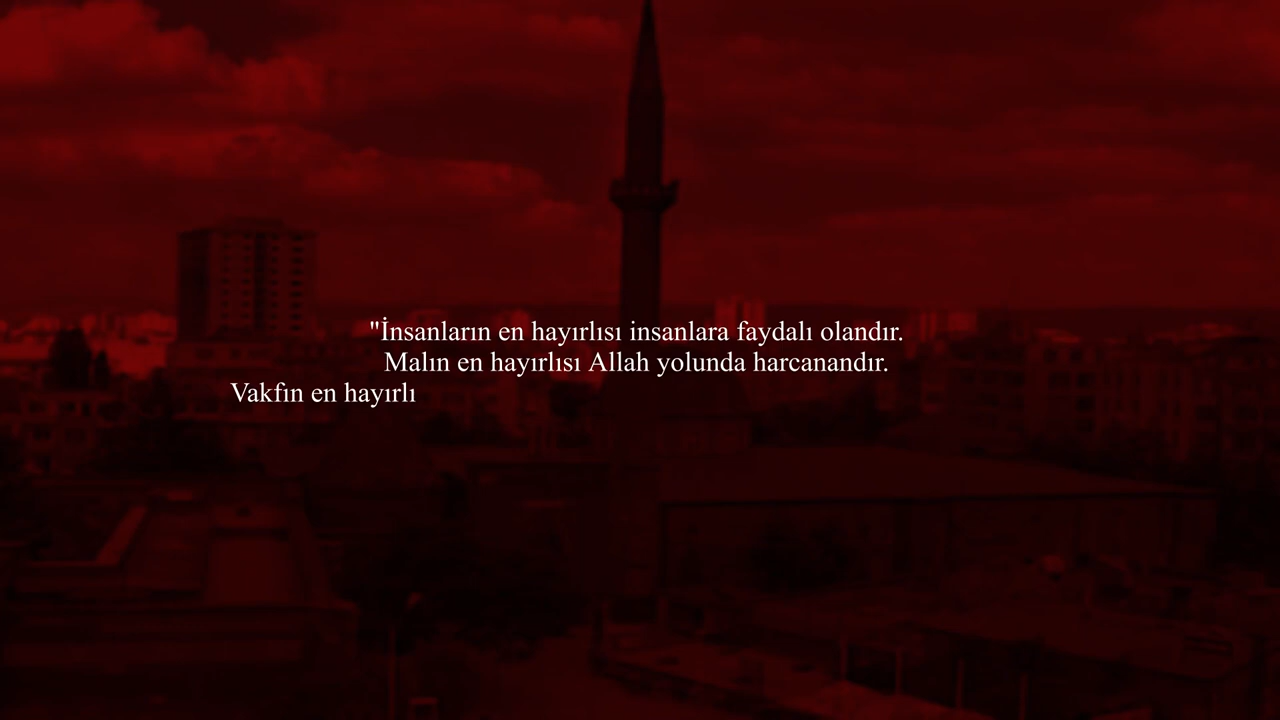 "İnsanların en hayırlısı insanlara faydalı olandır.
Malın en hayırlısı Allah yolunda harcanandır.
Vakfın en hayırlı